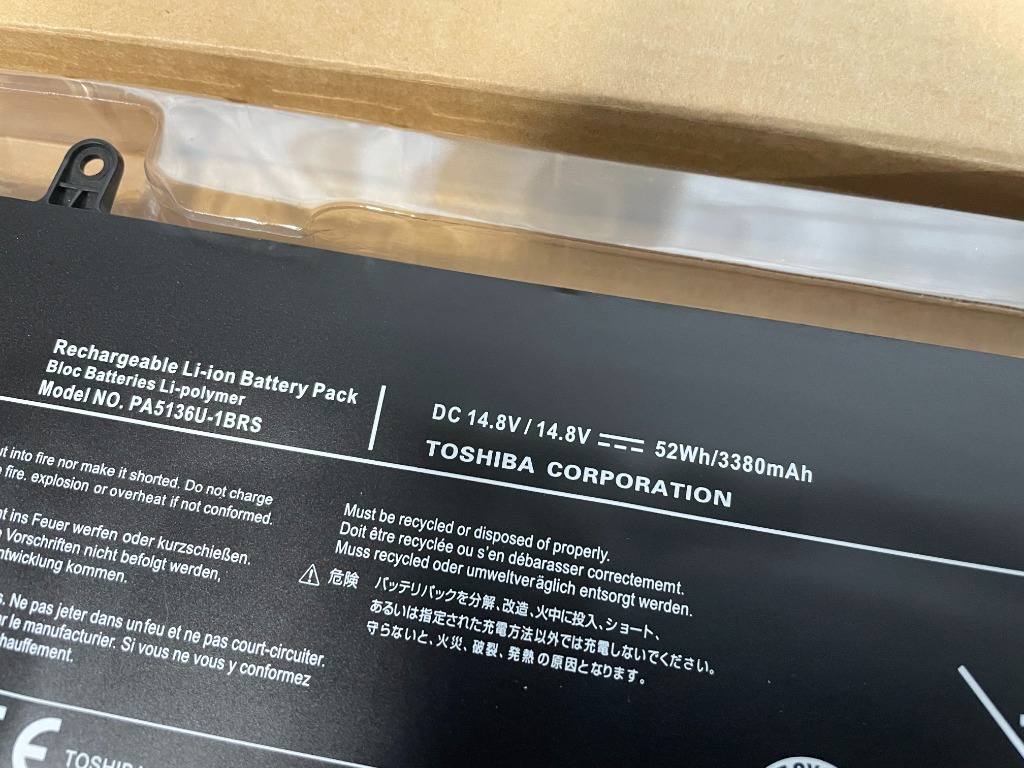 Rechargeable Li-ion Battery Pack
Bloc Batteries Li-polymer
Model NO. PA5136U-1BRS
DC 14.8V / 14.8V 52Wh/3380mAh
TOSHIBA CORPORATION
into fire nor make it shorted. Do not charge
fire. explosion or overheat if not conformed.
ins Feuer werfen oder kurzschießen.
Vorschriften nicht befolgt werden,
kommen.
Ne pas jeter dans un feu et ne pas court-circuiter.
le manufacturier. Si vous ne vous y conformez
Must be recycled or disposed of properly.
Doit être recyclée ou s'en débarasser correctememt.
Muss recycled oder umweltveräglich entsorgt werden.
危険 バッテリパックを分解、改造、火中に投入、ショート、
あるいは指定された充電方法以外では充電しないでください。
守らないと、火災、破裂、発熱の原因となります。
CE